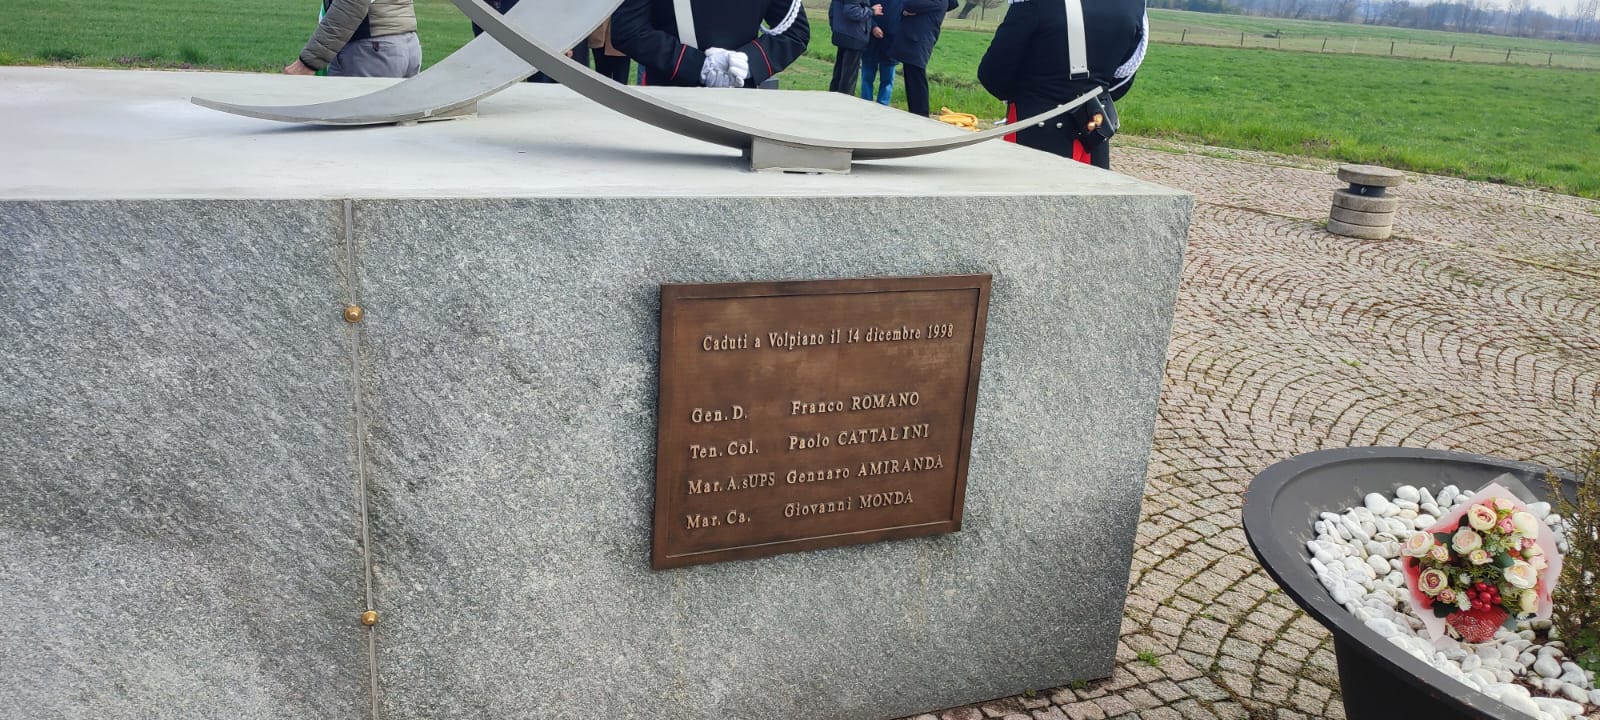 Caduti a Volpiano il 14 dicembre 1998
Gen. D. Franco ROMANO
Ten. Col. Paolo CATTALINI
Mar. A.sUPS Gennaro AMIRANDÀ
Mar. Ca. Giovanni MONDA